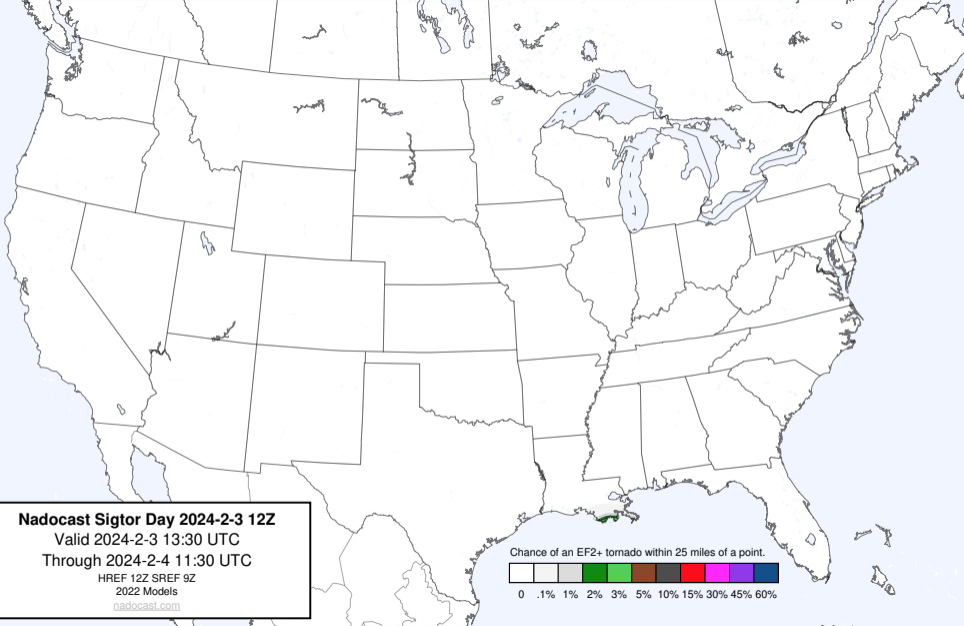 Nadocast Sigtor Day 2024-2-3 12Z
Valid 2024-2-3 13:30 UTC
Through 2024-2-4 11:30 UTC
HREF 12Z SREF 9Z
2022 Models
nadocast.com
Chance of an EF2+ tornado within 25 miles of a point.
0 .1% 1% 2% 3% 5% 10% 15% 30% 45% 60%